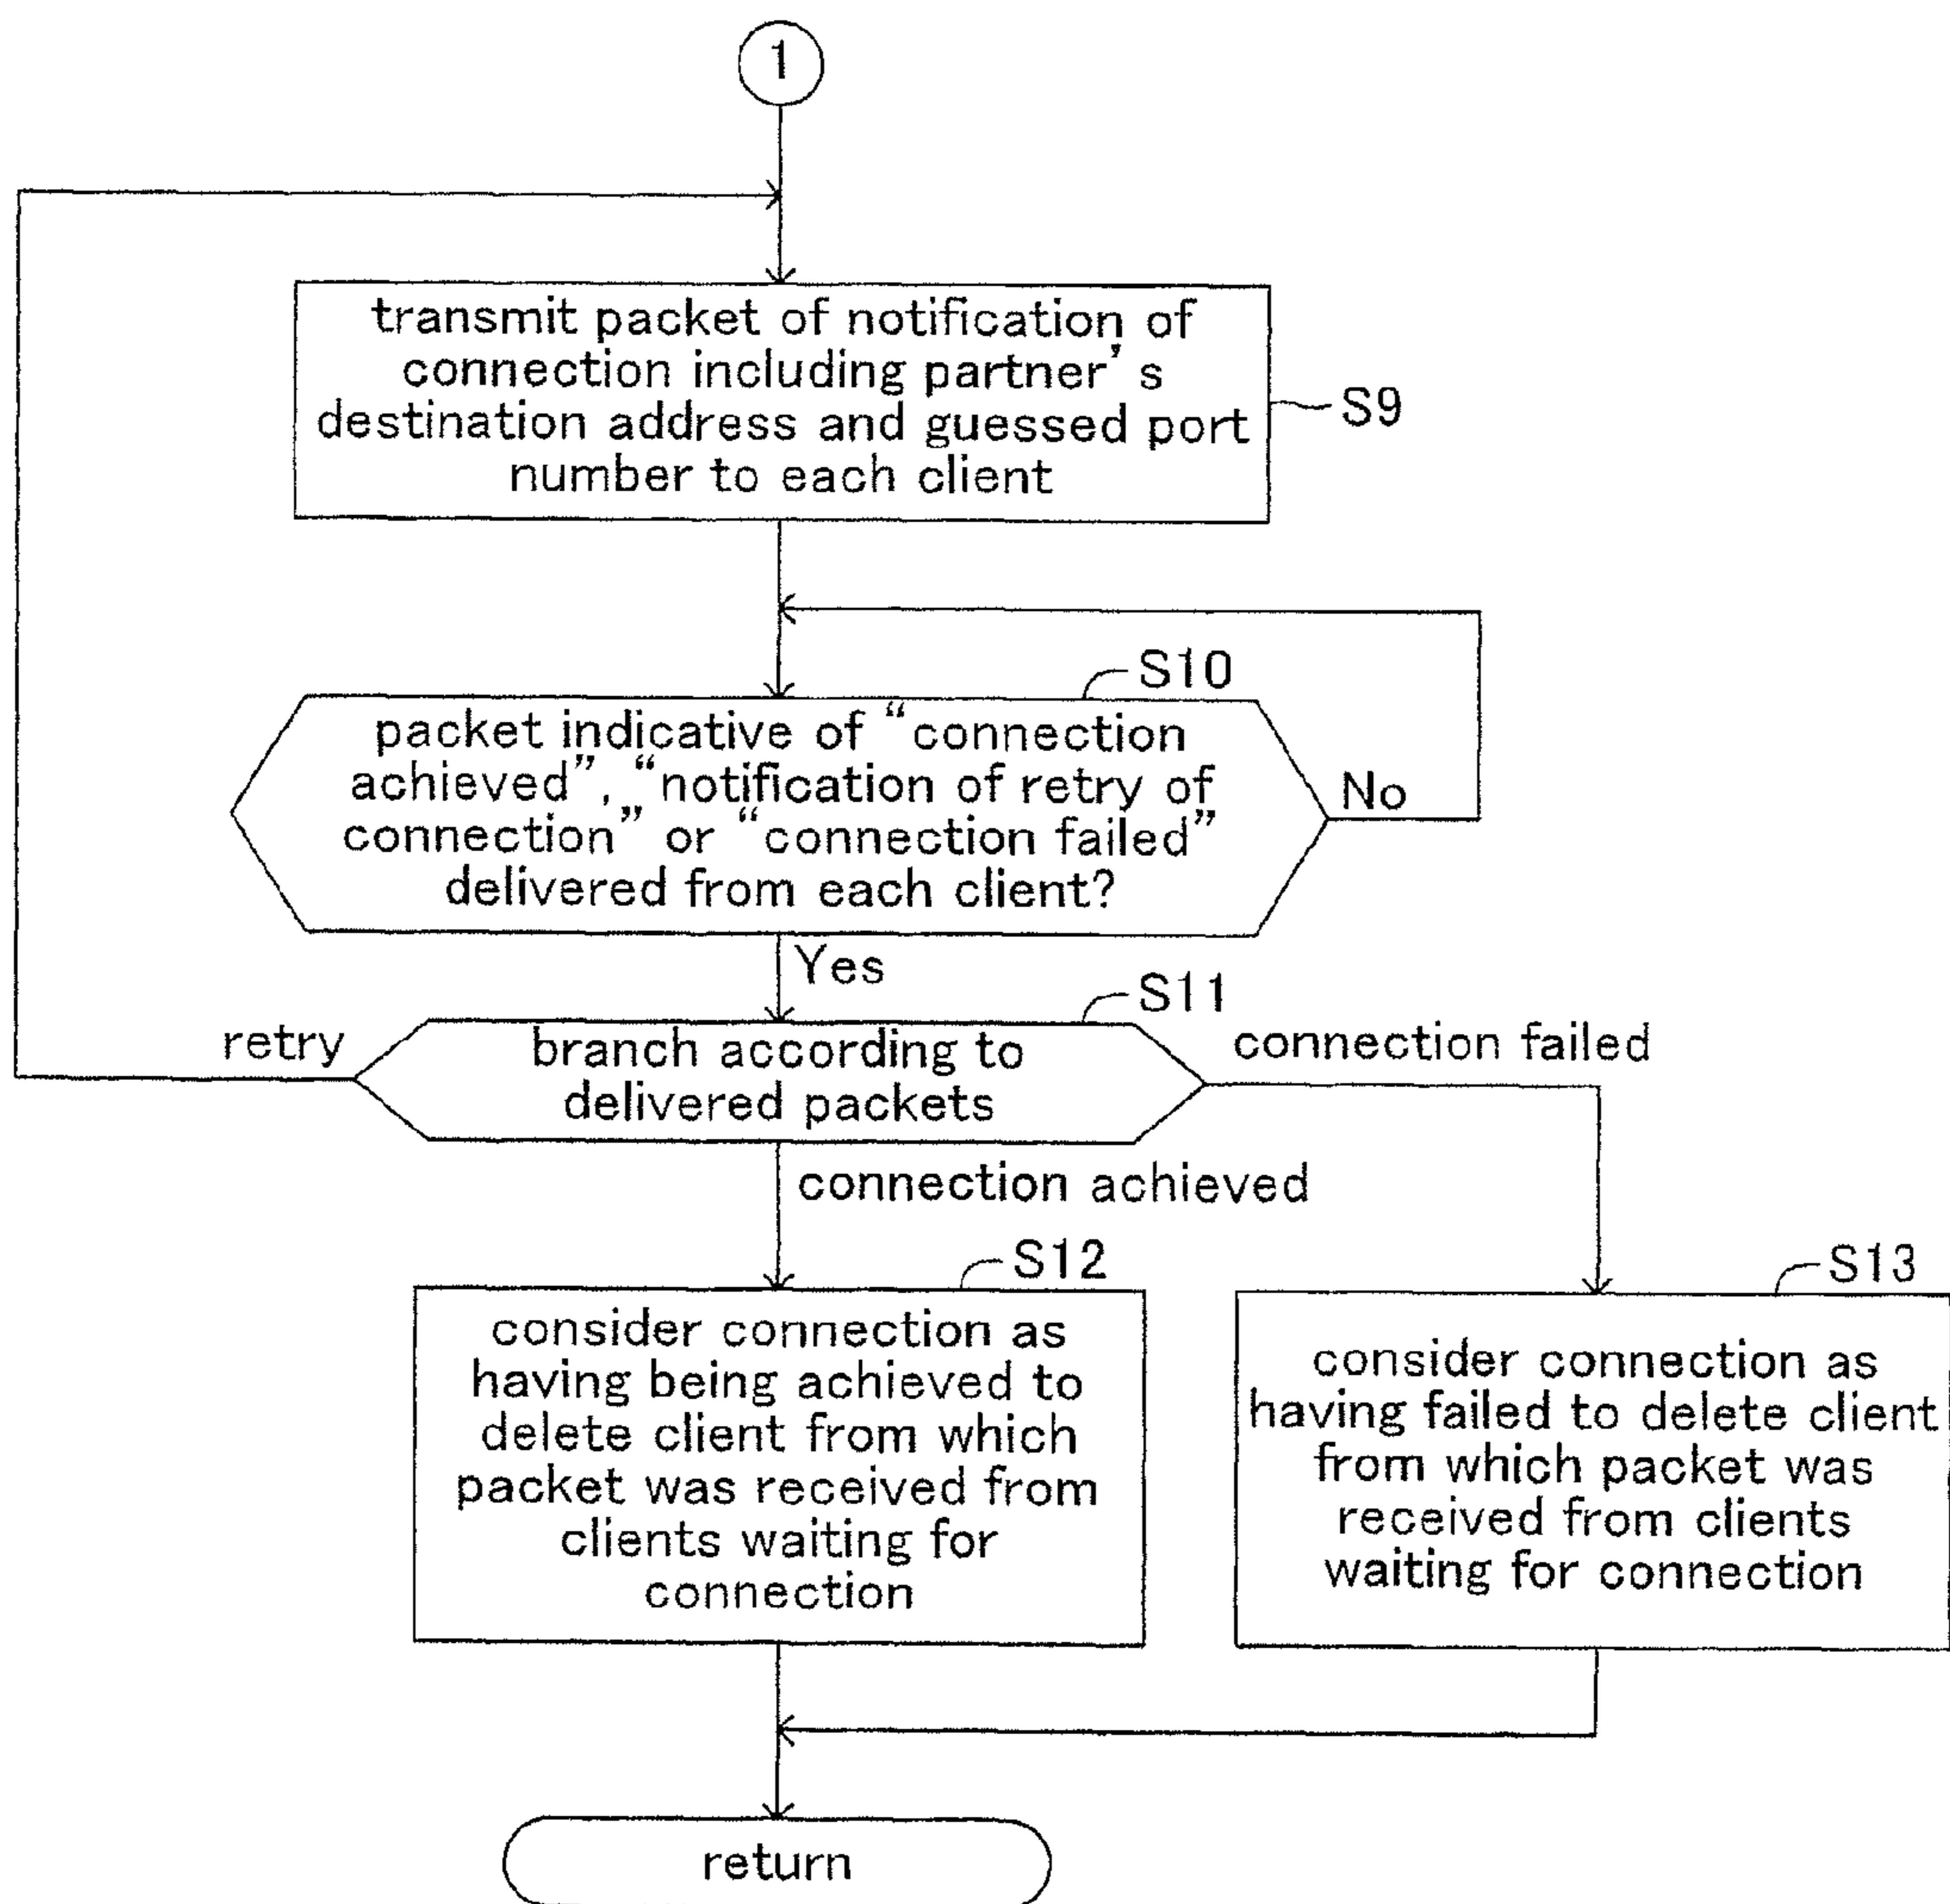 1
transmit packet of notification of
connection including partner's
destination address and guessed port
number to each client
S9
S10
packet indicative of “connection
achieved”, “notification of retry of
connection” or “connection failed”
delivered from each client?
No
Yes
S11
retry
branch according to
delivered packets
connection failed
connection achieved
S12
consider connection as
having being achieved to
delete client from which
packet was received from
clients waiting for
connection
S13
consider connection as
having failed to delete client
from which packet was
received from clients
waiting for connection
return